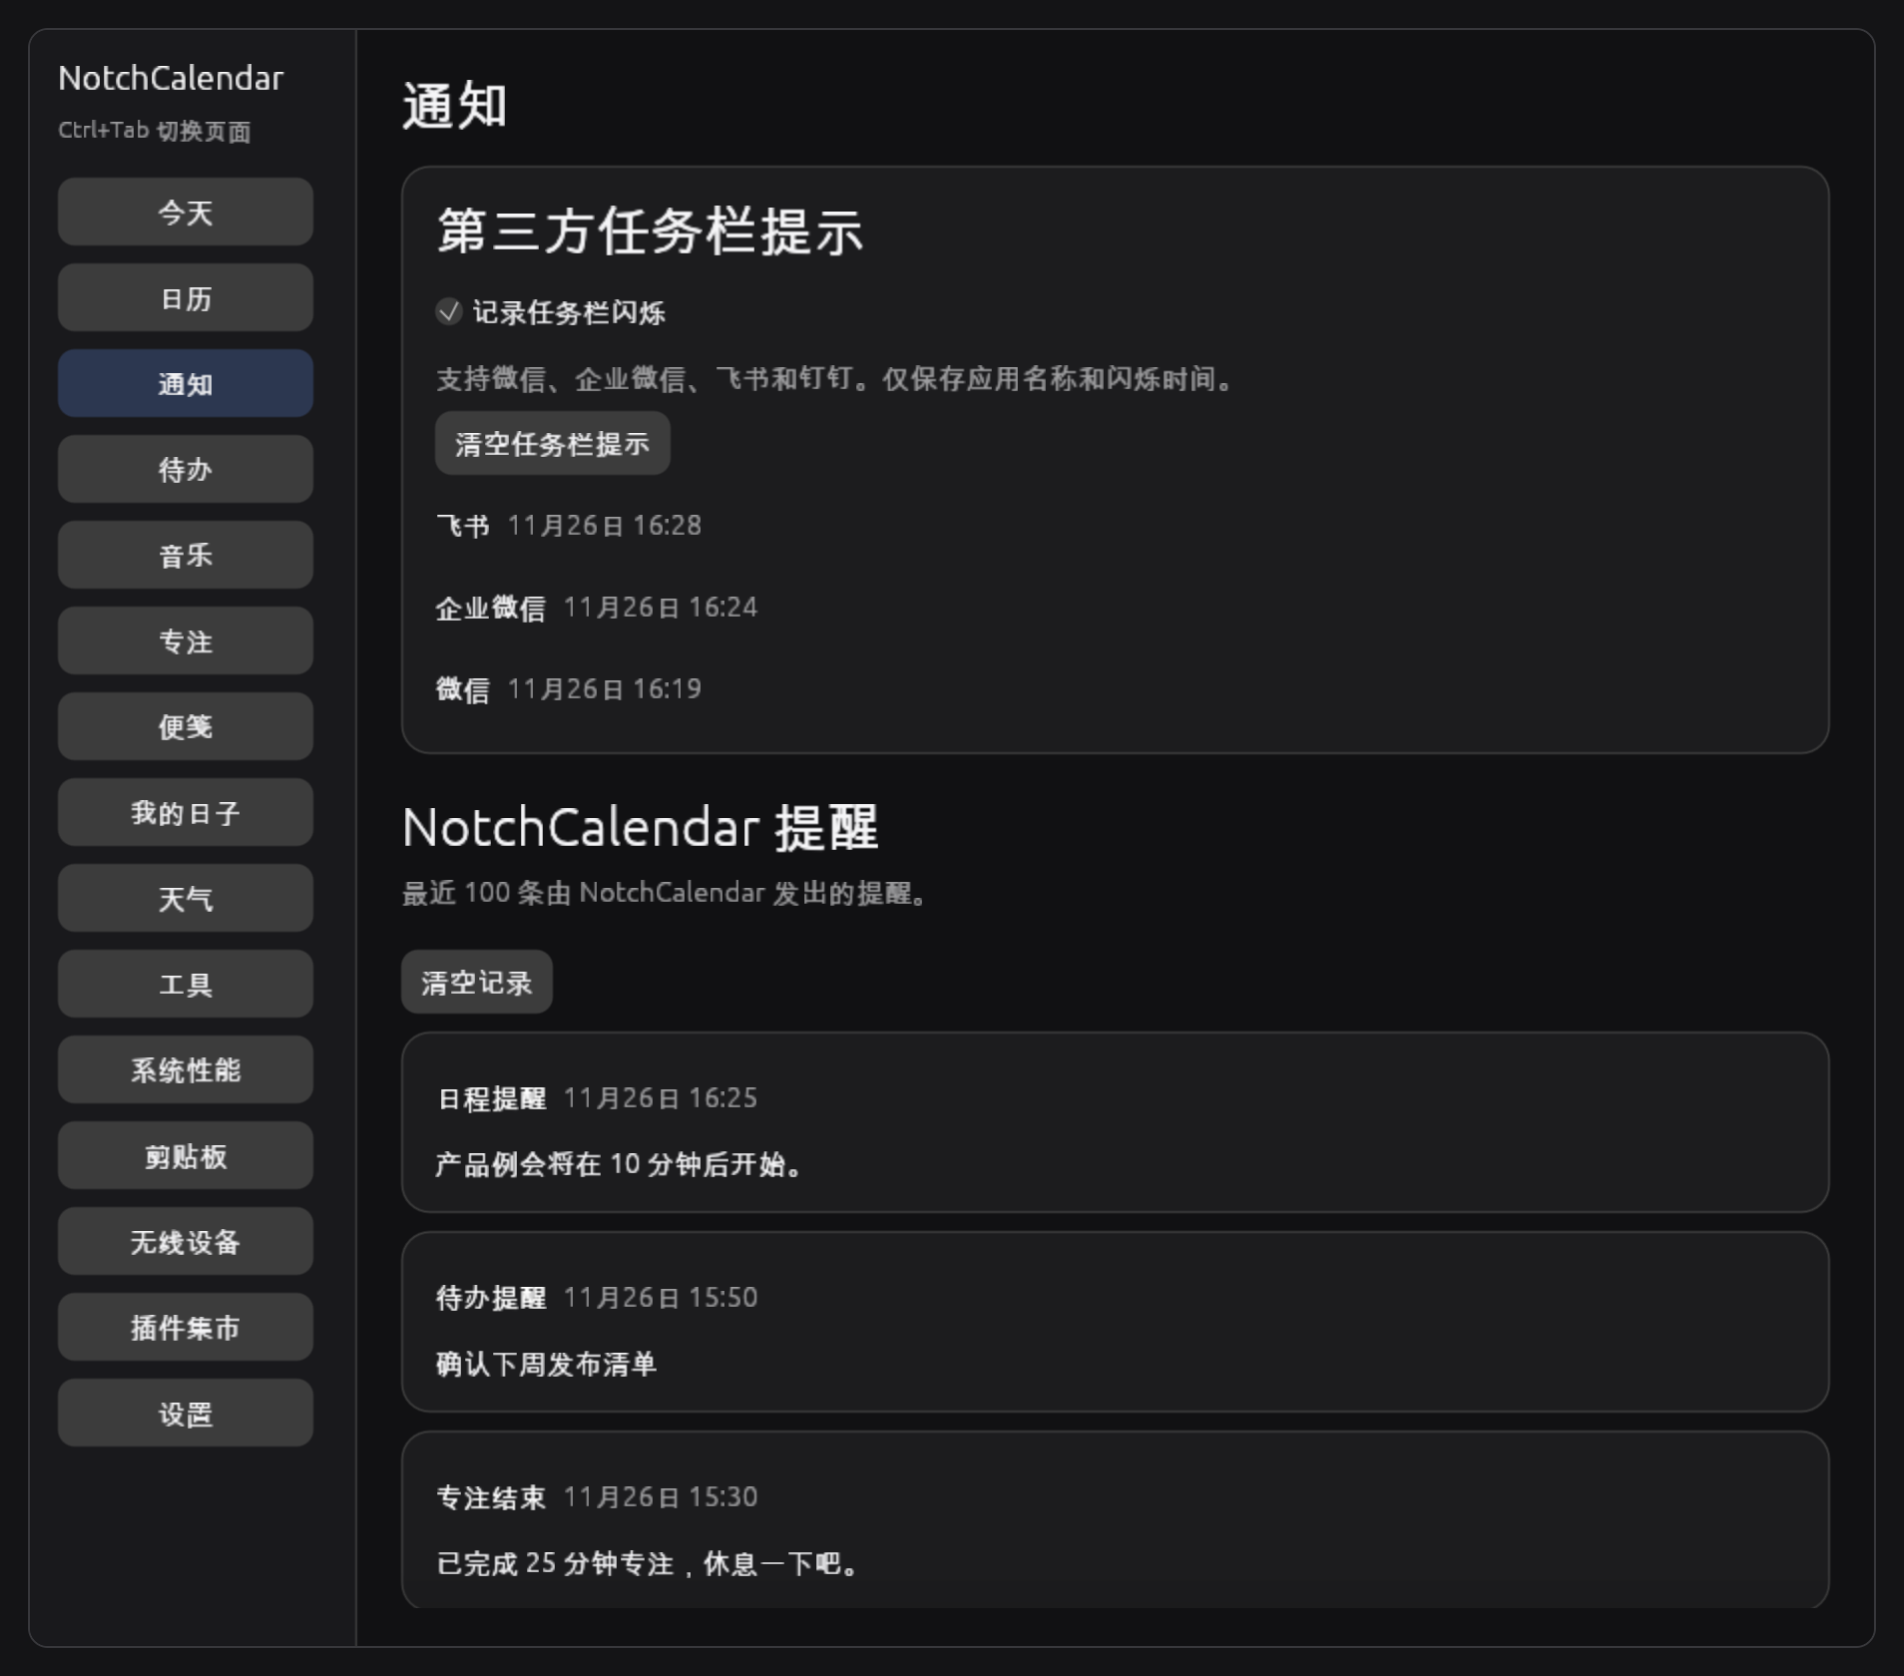 NotchCalendar
Ctrl+Tab 切换页面
今天
日历
通知
待办
音乐
专注
便笺
我的日子
天气
工具
系统性能
剪贴板
无线设备
插件集市
设置
通知
第三方任务栏提示
记录任务栏闪烁
支持微信、企业微信、飞书和钉钉。仅保存应用名称和闪烁时间。
清空任务栏提示
飞书 11月26日 16:28
企业微信 11月26日 16:24
微信 11月26日 16:19
NotchCalendar 提醒
最近 100 条由 NotchCalendar 发出的提醒。
清空记录
日程提醒 11月26日 16:25
产品例会将在 10 分钟后开始。
待办提醒 11月26日 15:50
确认下周发布清单
专注结束 11月26日 15:30
已完成 25 分钟专注，休息一下吧。